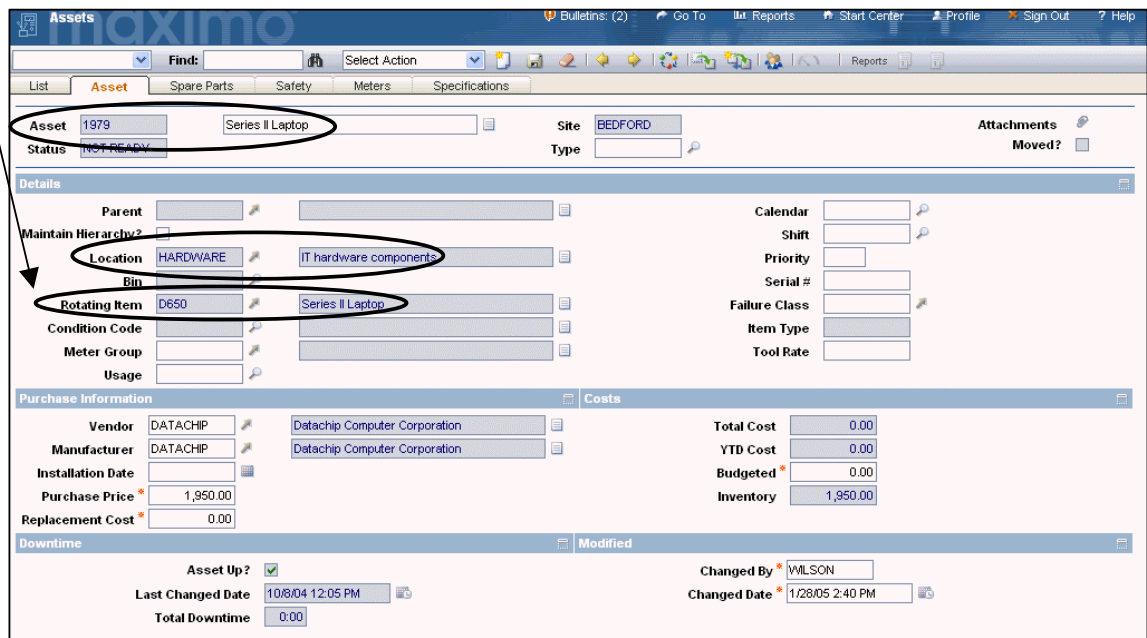 Assets
maximo
Bulletins: (2) Go To Reports Start Center Profile Sign Out ? Help
Find: Select Action Reports
List Asset Spare Parts Safety Meters Specifications
Asset 1979 Series II Laptop Site BEDFORD Attachments
Status NOT READY Type Moved?
Details
Parent Calendar
Maintain Hierarchy? Shift
Location HARDWARE IT hardware components Priority
Bin Serial #
Rotating Item D650 Series II Laptop Failure Class
Condition Code Item Type
Meter Group Tool Rate
Usage
Purchase Information Costs
Vendor DATACHIP Datachip Computer Corporation Total Cost 0.00
Manufacturer DATACHIP Datachip Computer Corporation YTD Cost 0.00
Installation Date Budgeted * 0.00
Purchase Price * 1,950.00 Inventory 1,950.00
Replacement Cost * 0.00
Downtime Modified
Asset Up? Changed By * WILSON
Last Changed Date 10/8/04 12:05 PM Changed Date * 1/28/05 2:40 PM
Total Downtime 0:00